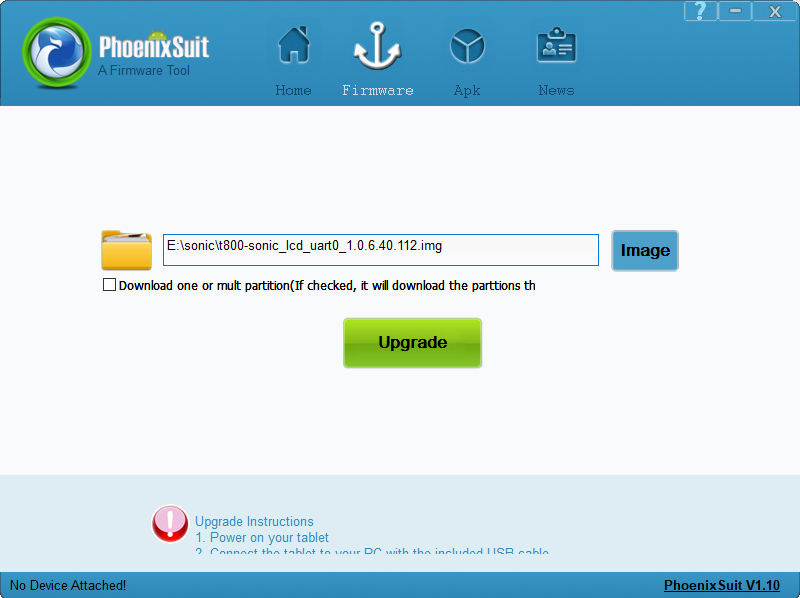 ?
X
PhoenixSuit
A Firmware Tool
Home
Firmware
Apk
News
E:\sonic\t800-sonic_lcd_uart0_1.0.6.40.112.img
Image
Download one or mult partition(If checked, it will download the parttions th
Upgrade
Upgrade Instructions
1. Power on your tablet
2. Connect the tablet to your PC with the included USB cable
No Device Attached!
PhoenixSuit V1.10